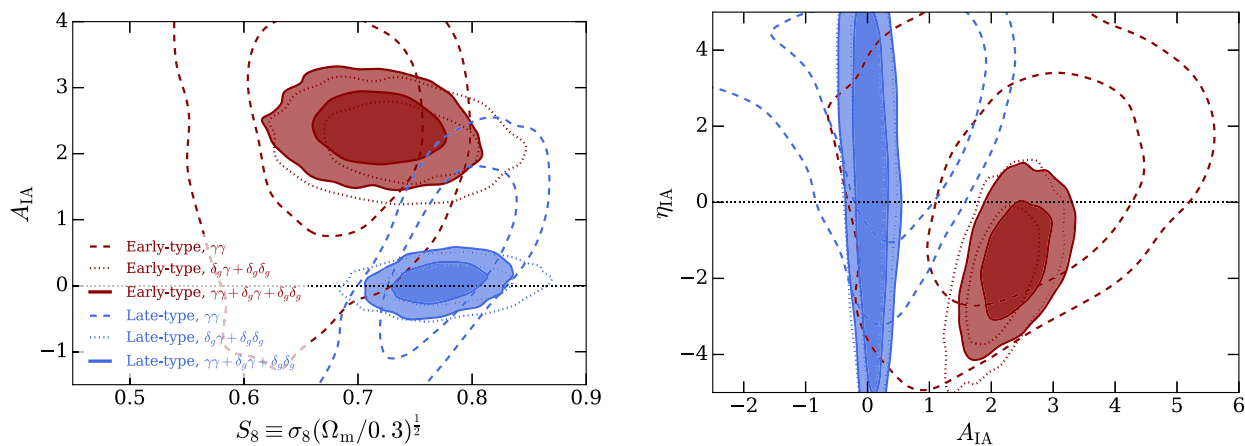 4
3
2
1
0
−1
A_IA
Early-type, γγ
Early-type, δ_gγ + δ_gδ_g
Early-type, γγ + δ_gγ + δ_gδ_g
Late-type, γγ
Late-type, δ_gγ + δ_gδ_g
Late-type, γγ + δ_gγ + δ_gδ_g
0.5 0.6 0.7 0.8 0.9
S_8 ≡ σ_8(Ω_m/0.3)^{1/2}
4
2
0
−2
−4
η_IA
−2 −1 0 1 2 3 4 5 6
A_IA